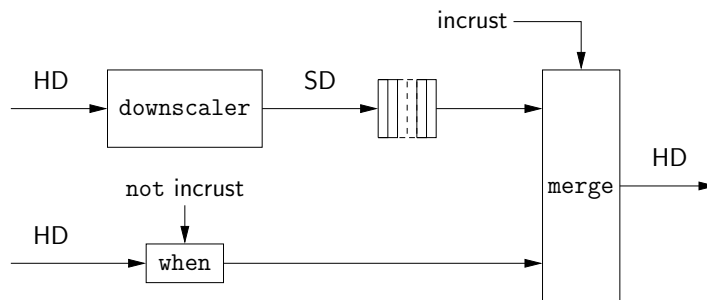 incrust
HD
SD
downscaler
HD
merge
not incrust
HD
when